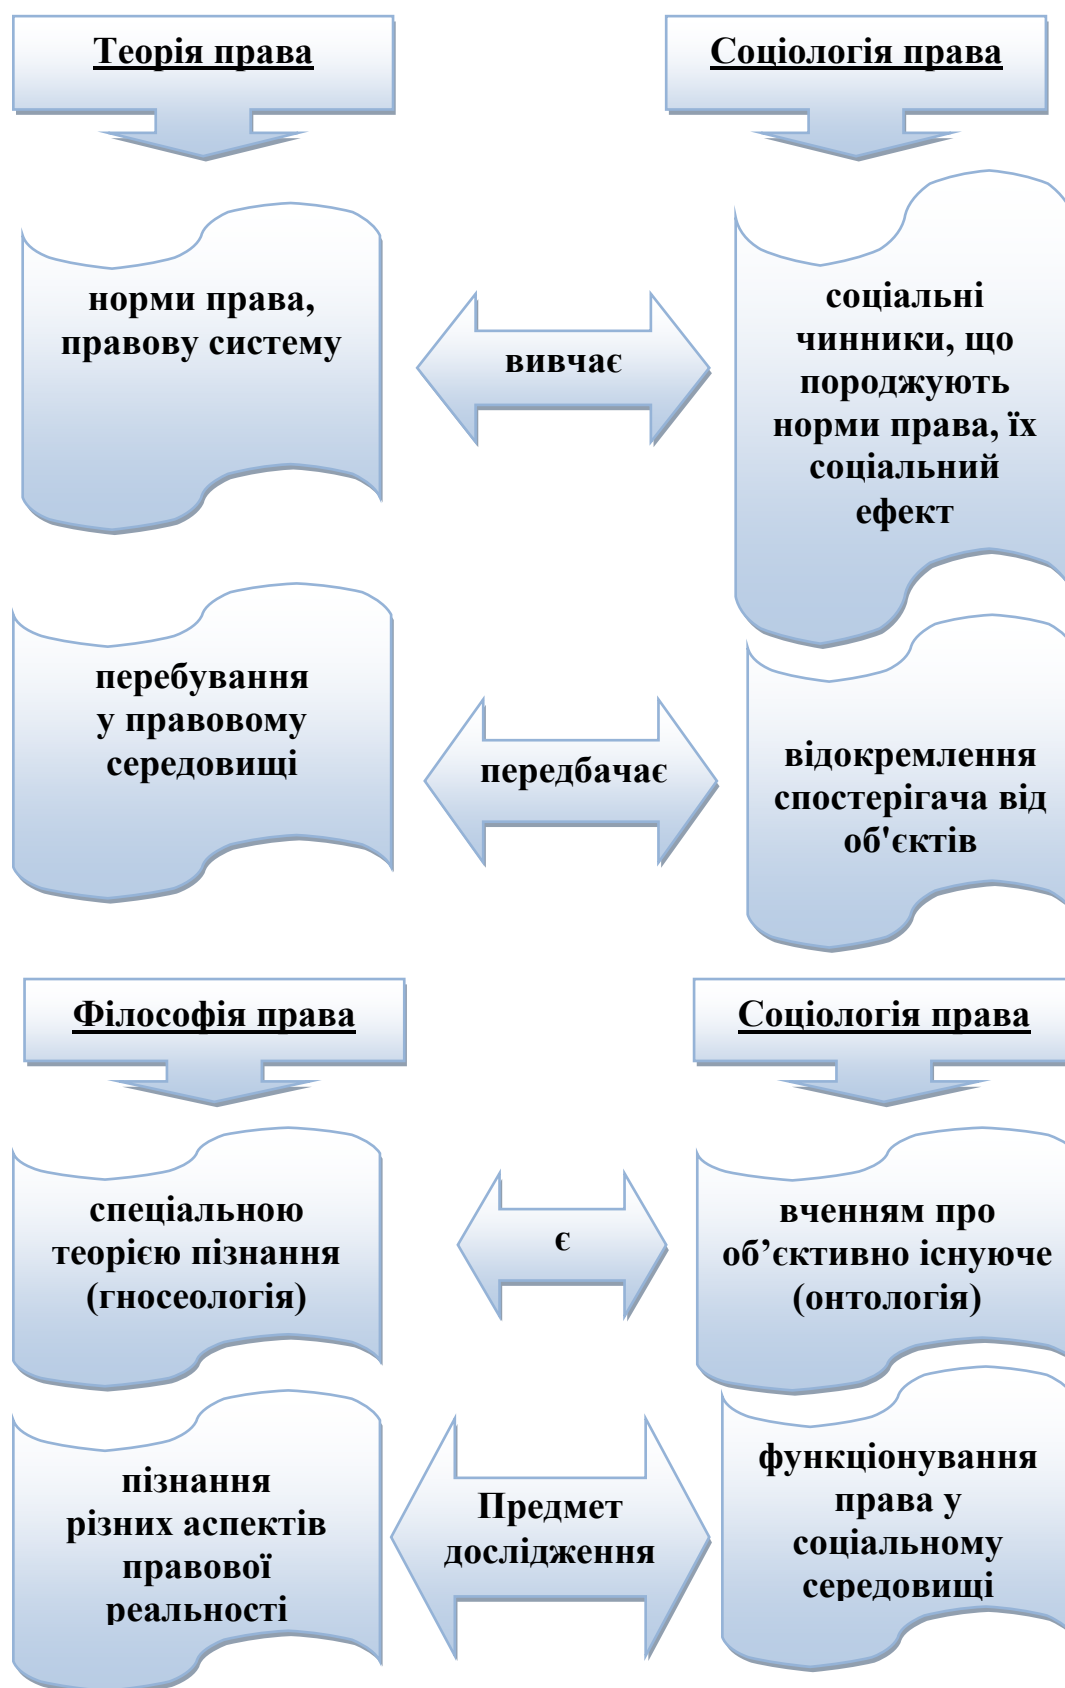 Теорія права
Соціологія права
норми права,
правову систему
вивчає
соціальні
чинники, що
породжують
норми права, їх
соціальний
ефект
перебування
у правовому
середовищі
передбачає
відокремлення
спостерігача від
об'єктів
Філософія права
Соціологія права
спеціальною
теорією пізнання
(гносеологія)
є
вченням про
об’єктивно існуюче
(онтологія)
пізнання
різних аспектів
правової
реальності
Предмет
дослідження
функціонування
права у
соціальному
середовищі